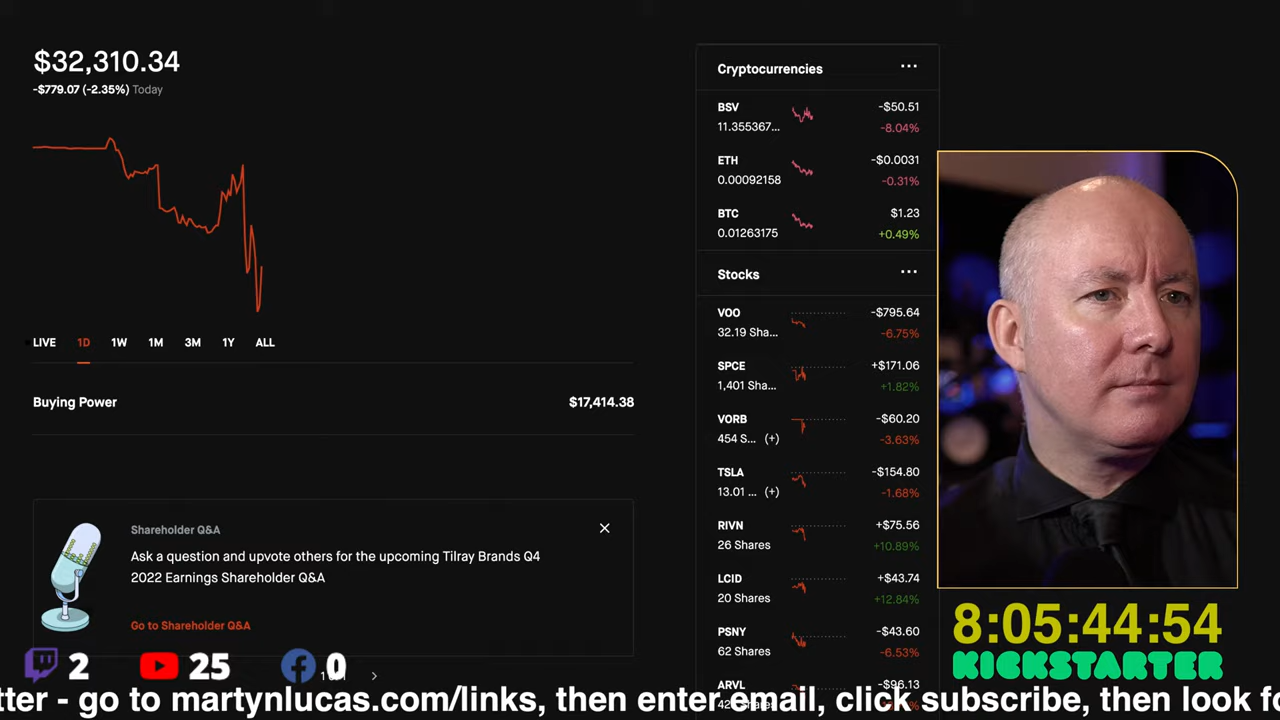 $32,310.34
-$779.07 (-2.35%) Today
LIVE 1D 1W 1M 3M 1Y ALL
Buying Power $17,414.38
Shareholder Q&A
Ask a question and upvote others for the upcoming Tilray Brands Q4
2022 Earnings Shareholder Q&A
Go to Shareholder Q&A
Cryptocurrencies
BSV -$50.51
11.355367... -8.04%
ETH -$0.0031
0.00092158 -0.31%
BTC $1.23
0.01263175 +0.49%
Stocks
VOO -$795.64
32.19 Sha... -6.75%
SPCE +$171.06
1,401 Sha... +1.82%
VORB -$60.20
454 S... (+) -3.63%
TSLA -$154.80
13.01 ... (+) -1.68%
RIVN +$75.56
26 Shares +10.89%
LCID +$43.74
20 Shares +12.84%
PSNY -$43.60
62 Shares -6.53%
ARVL -$96.13
8:05:44:54
KICKSTARTER
2 25 0
tter - go to martynlucas.com/links, then enter email, click subscribe, then look fo